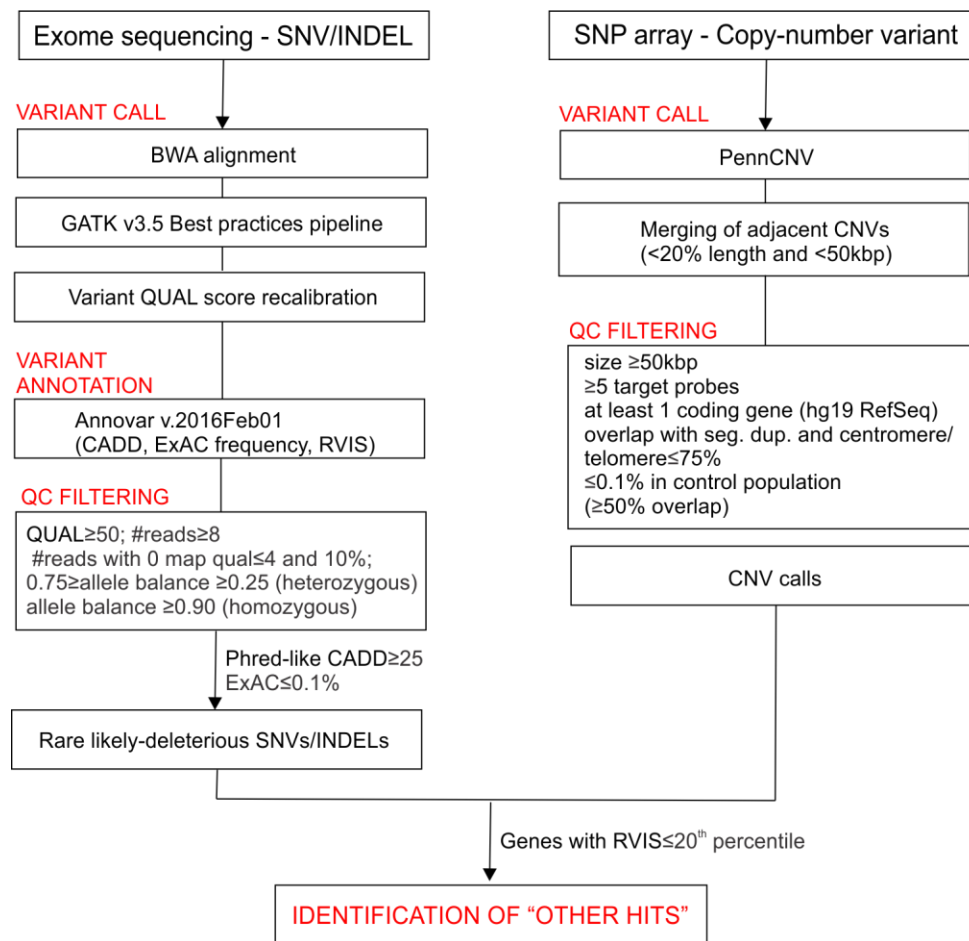 Exome sequencing - SNV/INDEL
VARIANT CALL
BWA alignment
GATK v3.5 Best practices pipeline
Variant QUAL score recalibration
VARIANT
ANNOTATION
Annovar v.2016Feb01
(CADD, ExAC frequency, RVIS)
QC FILTERING
QUAL≥50; #reads≥8
#reads with 0 map qual≤4 and 10%;
0.75≥allele balance ≥0.25 (heterozygous)
allele balance ≥0.90 (homozygous)
Phred-like CADD≥25
ExAC≤0.1%
Rare likely-deleterious SNVs/INDELs
SNP array - Copy-number variant
VARIANT CALL
PennCNV
Merging of adjacent CNVs
(<20% length and <50kbp)
QC FILTERING
size ≥50kbp
≥5 target probes
at least 1 coding gene (hg19 RefSeq)
overlap with seg. dup. and centromere/
telomere≤75%
≤0.1% in control population
(≥50% overlap)
CNV calls
Genes with RVIS≤20th percentile
IDENTIFICATION OF “OTHER HITS”